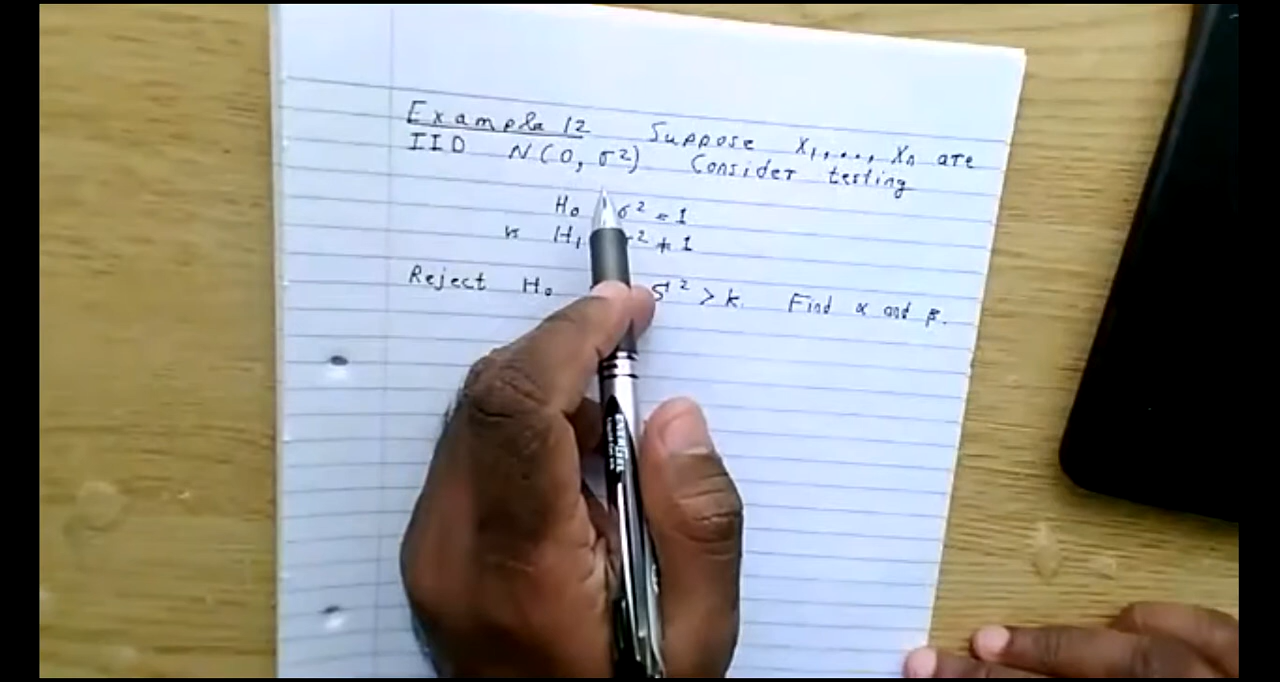 Example 12 Suppose X₁,..., Xₙ are
IID N(0, σ²) Consider testing
H₀ σ² = 1
vs H₁ ² ≠ 1
Reject H₀ S² > k. Find α and β.